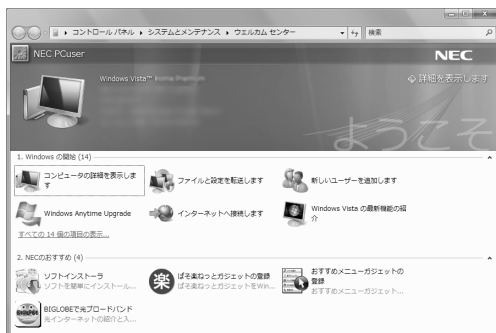 コントロール パネル ▸ システムとメンテナンス ▸ ウェルカム センター
検索
NEC PCuser
NEC
Windows Vista™
詳細を表示します
ようこそ
1. Windows の開始 (14)
コンピュータの詳細を表示します
ファイルと設定を転送します
新しいユーザーを追加します
Windows Anytime Upgrade
インターネットへ接続します
Windows Vista の最新機能の紹介
すべての 14 個の項目の表示...
2. NECのおすすめ (4)
ソフトインストーラ
ソフトを簡単にインストール...
楽
ぱそ楽ねっとガジェットの登録
ぱそ楽ねっとガジェットをWin...
おすすめメニューガジェットの登録
おすすめメニューガジェット...
BIGLOBE
BIGLOBEで光ブロードバンド
光インターネットの紹介と入...